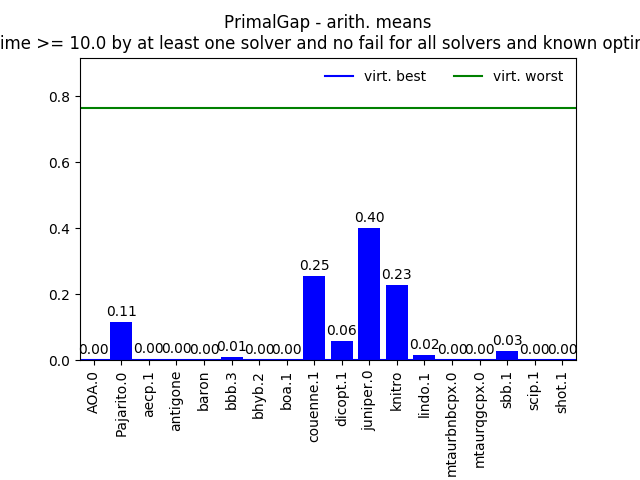 PrimalGap - arith. means
ime >= 10.0 by at least one solver and no fail for all solvers and known optim
virt. best
virt. worst
0.8
0.6
0.4
0.2
0.0
0.00
0.11
0.00
0.00
0.00
0.01
0.00
0.00
0.25
0.06
0.40
0.23
0.02
0.00
0.00
0.03
0.00
0.00
AOA.0
Pajarito.0
aecp.1
antigone
baron
bbb.3
bhyb.2
boa.1
couenne.1
dicopt.1
juniper.0
knitro
lindo.1
mtaurbnbcpx.0
mtaurqgcpx.0
sbb.1
scip.1
shot.1